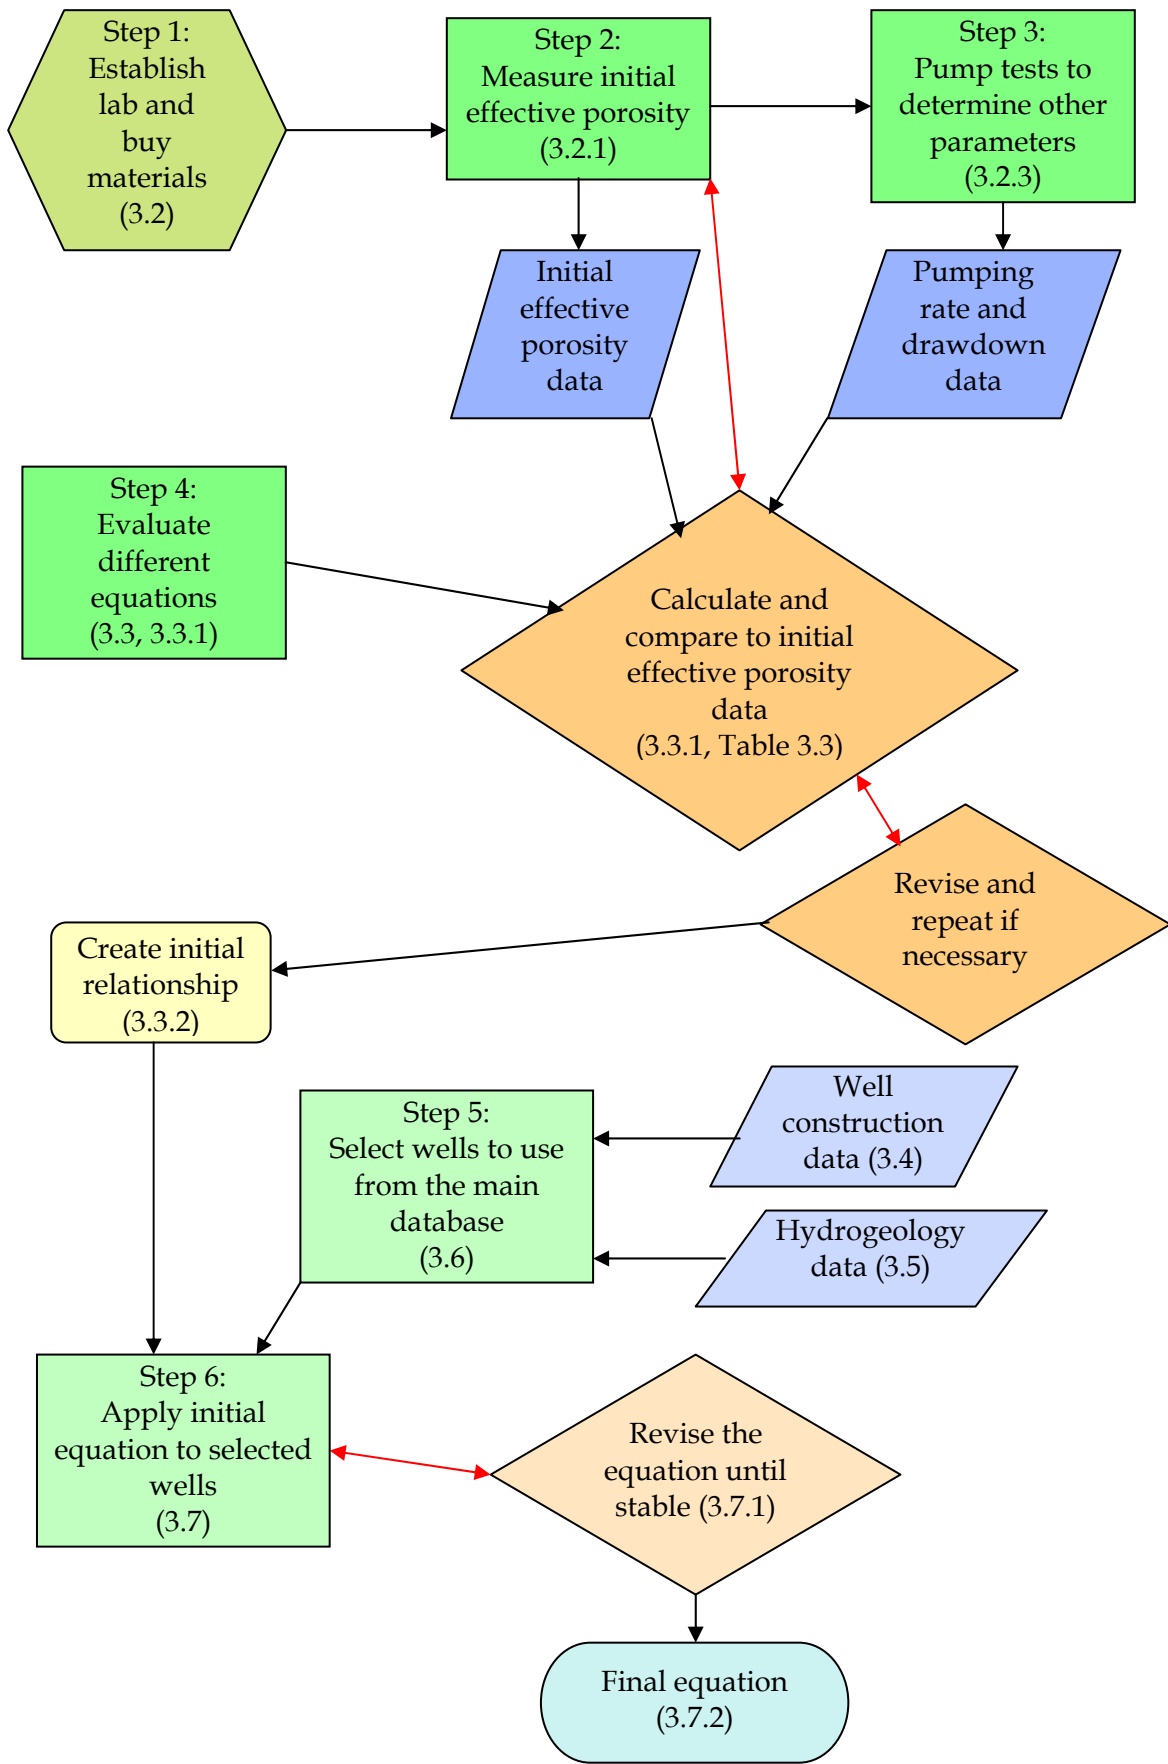 Step 1:
Establish
lab and
buy
materials
(3.2)
Step 2:
Measure initial
effective porosity
(3.2.1)
Step 3:
Pump tests to
determine other
parameters
(3.2.3)
Initial
effective
porosity
data
Pumping
rate and
drawdown
data
Step 4:
Evaluate
different
equations
(3.3, 3.3.1)
Calculate and
compare to initial
effective porosity
data
(3.3.1, Table 3.3)
Revise and
repeat if
necessary
Create initial
relationship
(3.3.2)
Step 5:
Select wells to use
from the main
database
(3.6)
Well
construction
data (3.4)
Hydrogeology
data (3.5)
Step 6:
Apply initial
equation to selected
wells
(3.7)
Revise the
equation until
stable (3.7.1)
Final equation
(3.7.2)